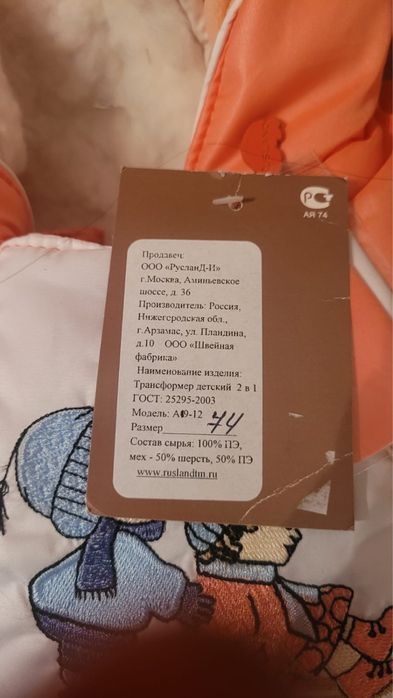 РС
АЯ 74
Продавец:
ООО «РусланД-И»
г.Москва, Аминьевское
шоссе, д. 36
Производитель: Россия,
Нижегородская обл.,
г.Арзамас, ул. Пландина,
д.10 ООО «Швейная
фабрика»
Наименование изделия:
Трансформер детский 2 в 1
ГОСТ: 25295-2003
Модель: А09-12
Размер 74
Состав сырья: 100% ПЭ,
мех - 50% шерсть, 50% ПЭ
www.ruslandtm.ru